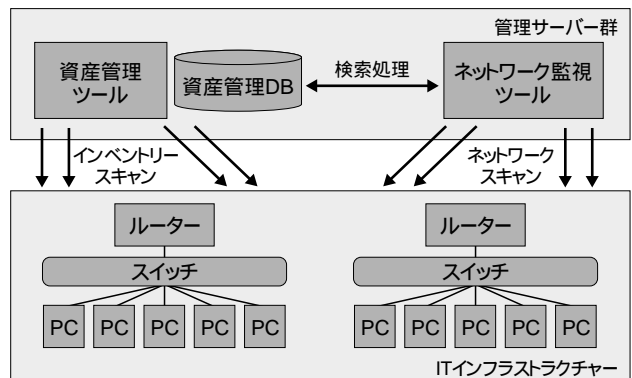 管理サーバー群
資産管理
ツール
資産管理DB
検索処理
ネットワーク監視
ツール
インベントリー
スキャン
ネットワーク
スキャン
ルーター
スイッチ
PC PC PC PC PC
ルーター
スイッチ
PC PC PC PC PC
ITインフラストラクチャー